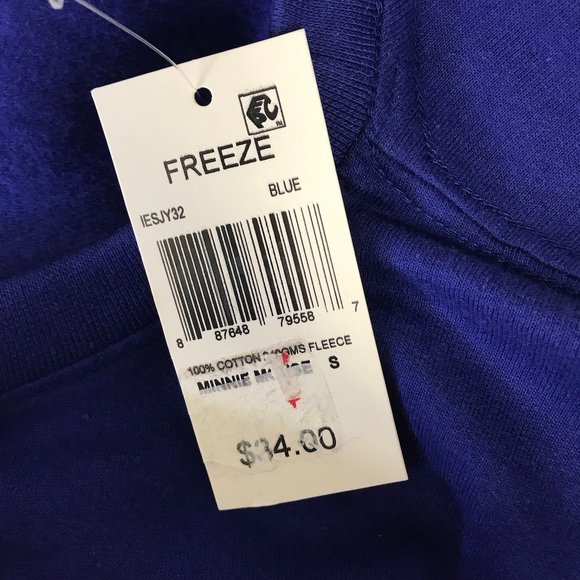 FREEZE
IESJY32 BLUE
8 87648 79558 7
100% COTTON FLEECE
MINNIE S
$34.00